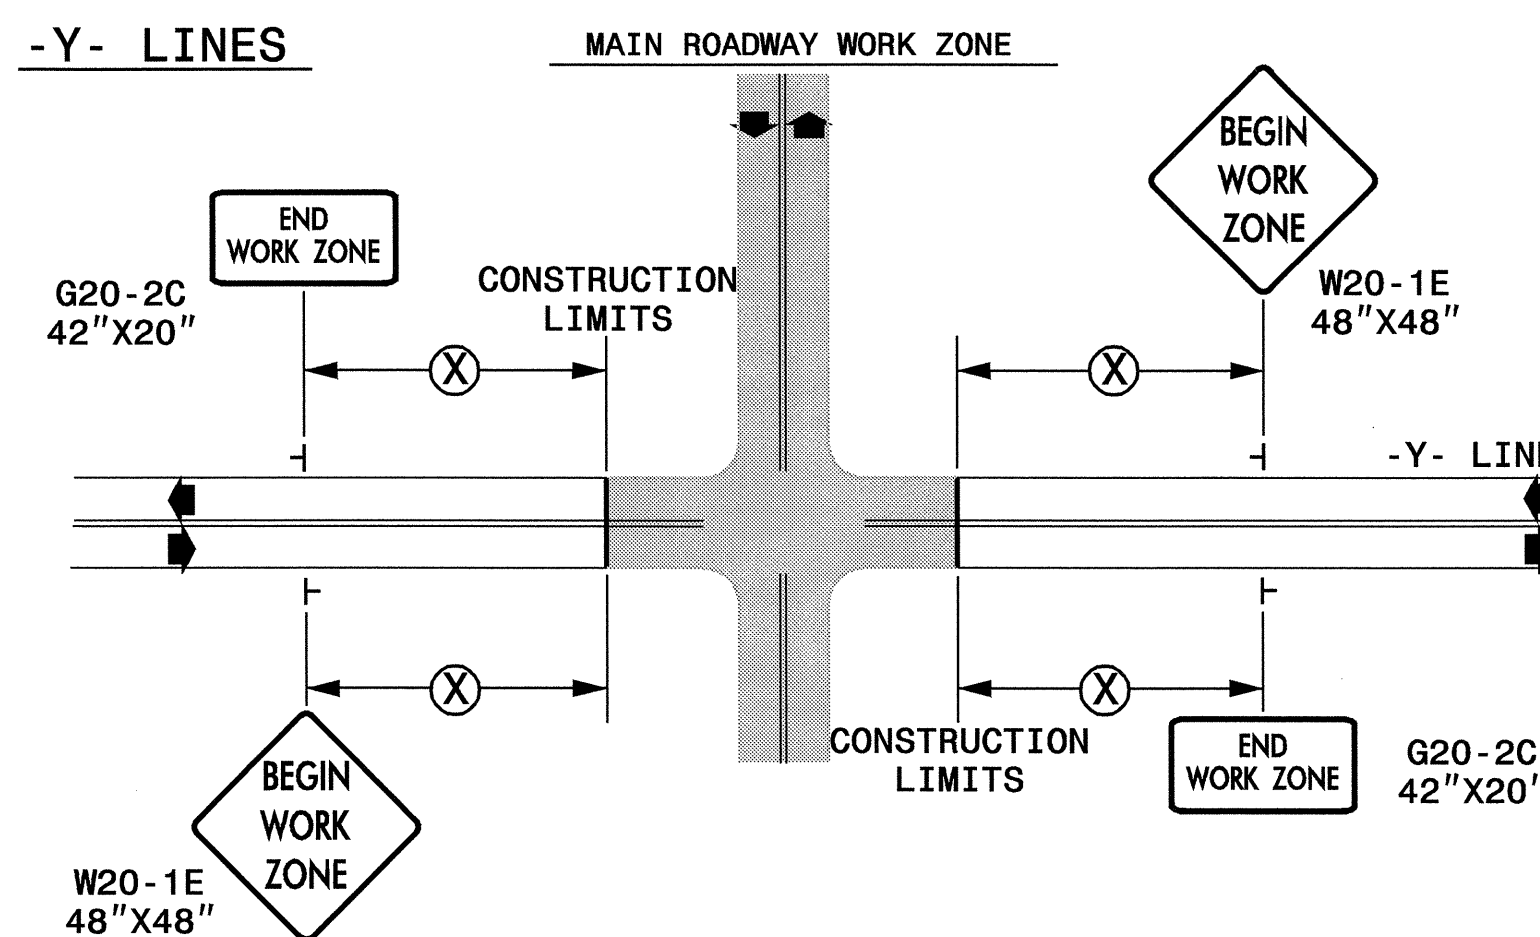 -Y- LINES
MAIN ROADWAY WORK ZONE
BEGIN
WORK
ZONE
END
WORK ZONE
G20-2C
42"X20"
CONSTRUCTION
LIMITS
W20-1E
48"X48"
X
X
-Y- LIN
X
X
CONSTRUCTION
LIMITS
END
WORK ZONE
G20-2C
42"X20"
BEGIN
WORK
ZONE
W20-1E
48"X48"